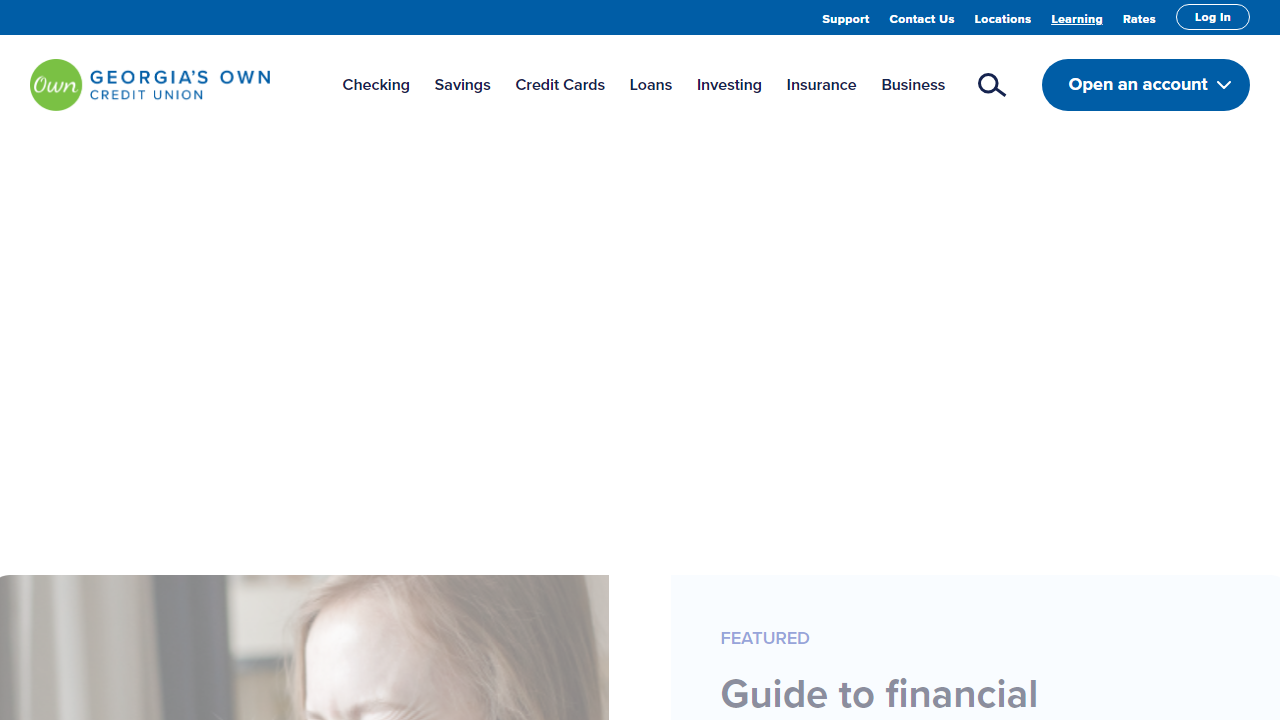 Support Contact Us Locations Learning Rates Log In
Own GEORGIA'S OWN
CREDIT UNION
Checking Savings Credit Cards Loans Investing Insurance Business
Open an account
FEATURED
Guide to financial